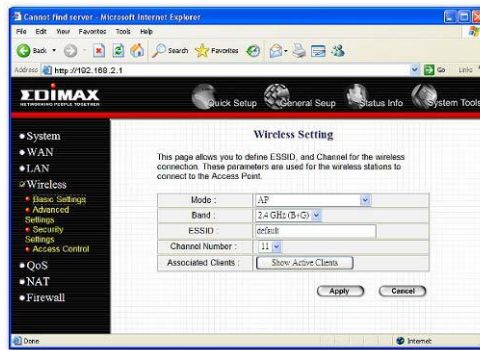 Cannot find server - Microsoft Internet Explorer
File Edit View Favorites Tools Help
Back Search Favorites
Address http://192.168.2.1 Go Links
EDIMAX
NETWORKING PEOPLE TOGETHER
Quick Setup General Seup Status Info System Tools
System
WAN
LAN
Wireless
Basic Settings
Advanced
Settings
Security
Settings
Access Control
QoS
NAT
Firewall
Wireless Setting
This page allows you to define ESSID, and Channel for the wireless
connection. These parameters are used for the wireless stations to
connect to the Access Point.
Mode : AP
Band : 2.4 GHz (B+G)
ESSID : default
Channel Number : 11
Associated Clients : Show Active Clients
Apply Cancel
Done Internet